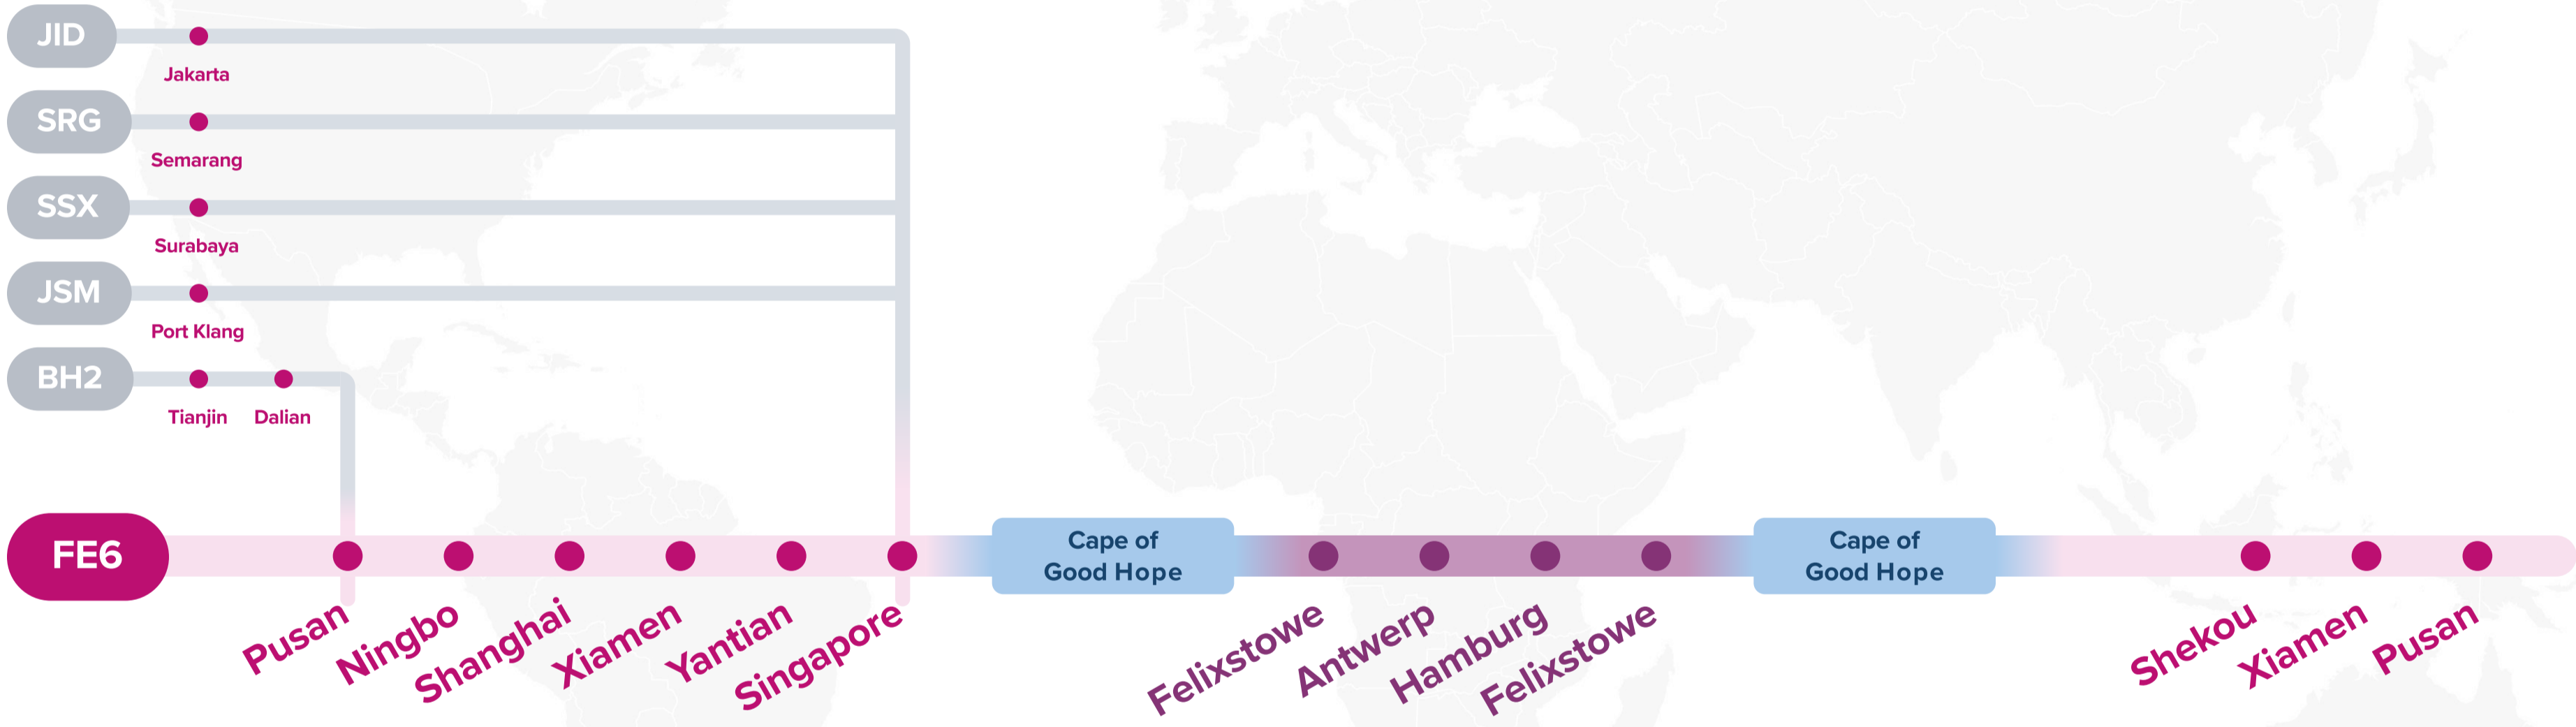 JID
Jakarta
SRG
Semarang
SSX
Surabaya
JSM
Port Klang
BH2
Tianjin Dalian
FE6
Cape of
Good Hope
Cape of
Good Hope
Pusan
Ningbo
Shanghai
Xiamen
Yantian
Singapore
Felixstowe
Antwerp
Hamburg
Felixstowe
Shekou
Xiamen
Pusan